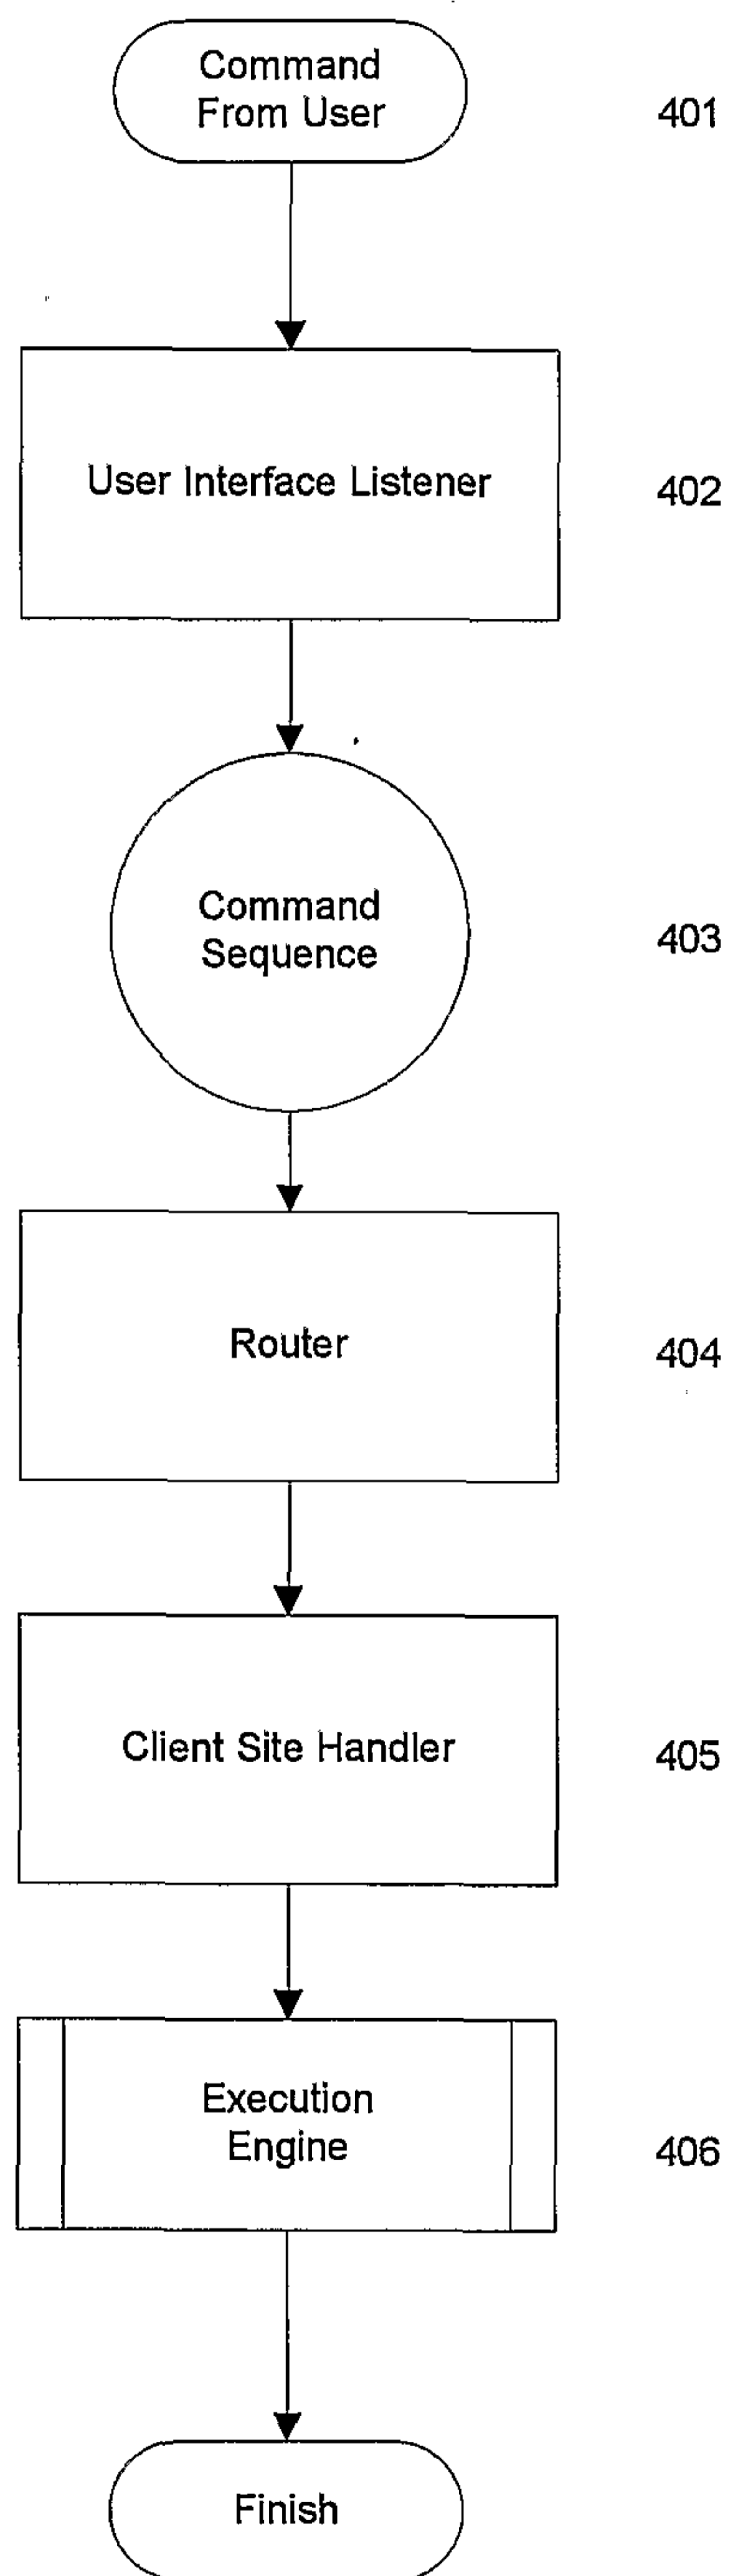 Command
From User
401
User Interface Listener
402
Command
Sequence
403
Router
404
Client Site Handler
405
Execution
Engine
406
Finish